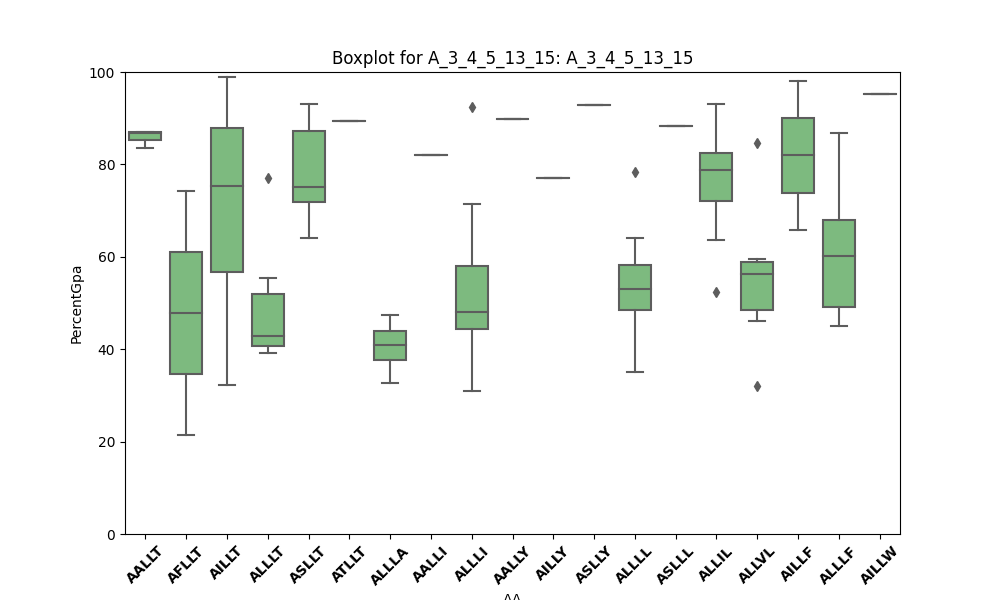 Boxplot for A_3_4_5_13_15: A_3_4_5_13_15
100
80
60
40
20
0
PercentGpa
AALLT AFLLT AILLT ALLLT ASLLT ATLLT ALLLA AALLI ALLLI AALLY AILLY ASLLY ALLLL ASLLL ALLIL ALLVL AILLF ALLLF AILLW
AA